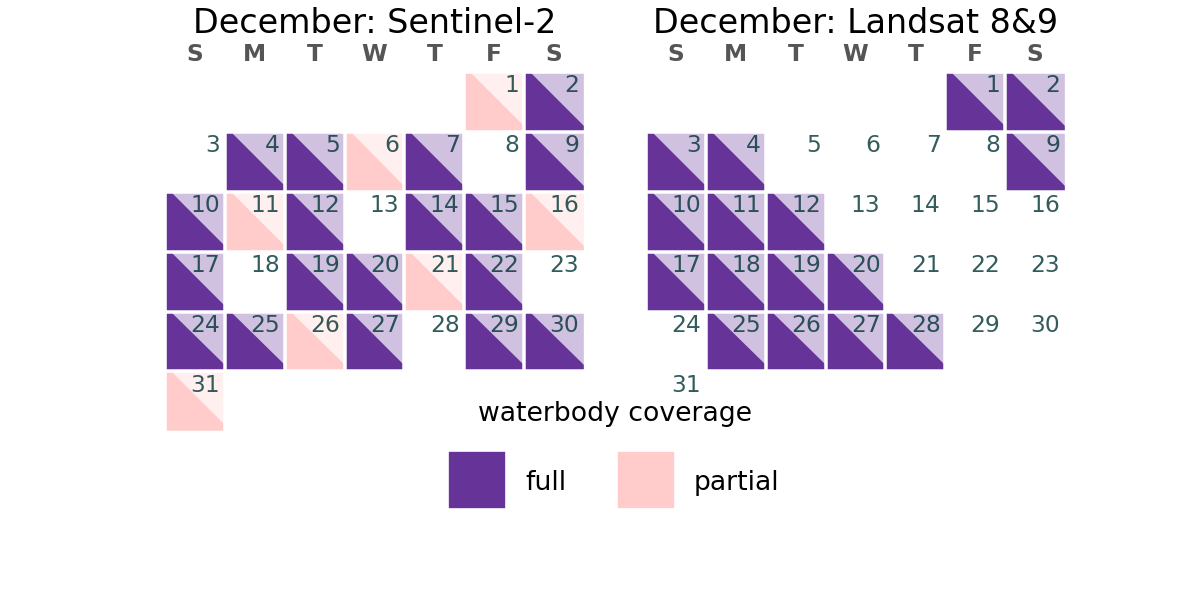 December: Sentinel-2
S M T W T F S
1 2
3 4 5 6 7 8 9
10 11 12 13 14 15 16
17 18 19 20 21 22 23
24 25 26 27 28 29 30
31
December: Landsat 8&9
S M T W T F S
1 2
3 4 5 6 7 8 9
10 11 12 13 14 15 16
17 18 19 20 21 22 23
24 25 26 27 28 29 30
31
waterbody coverage
full partial